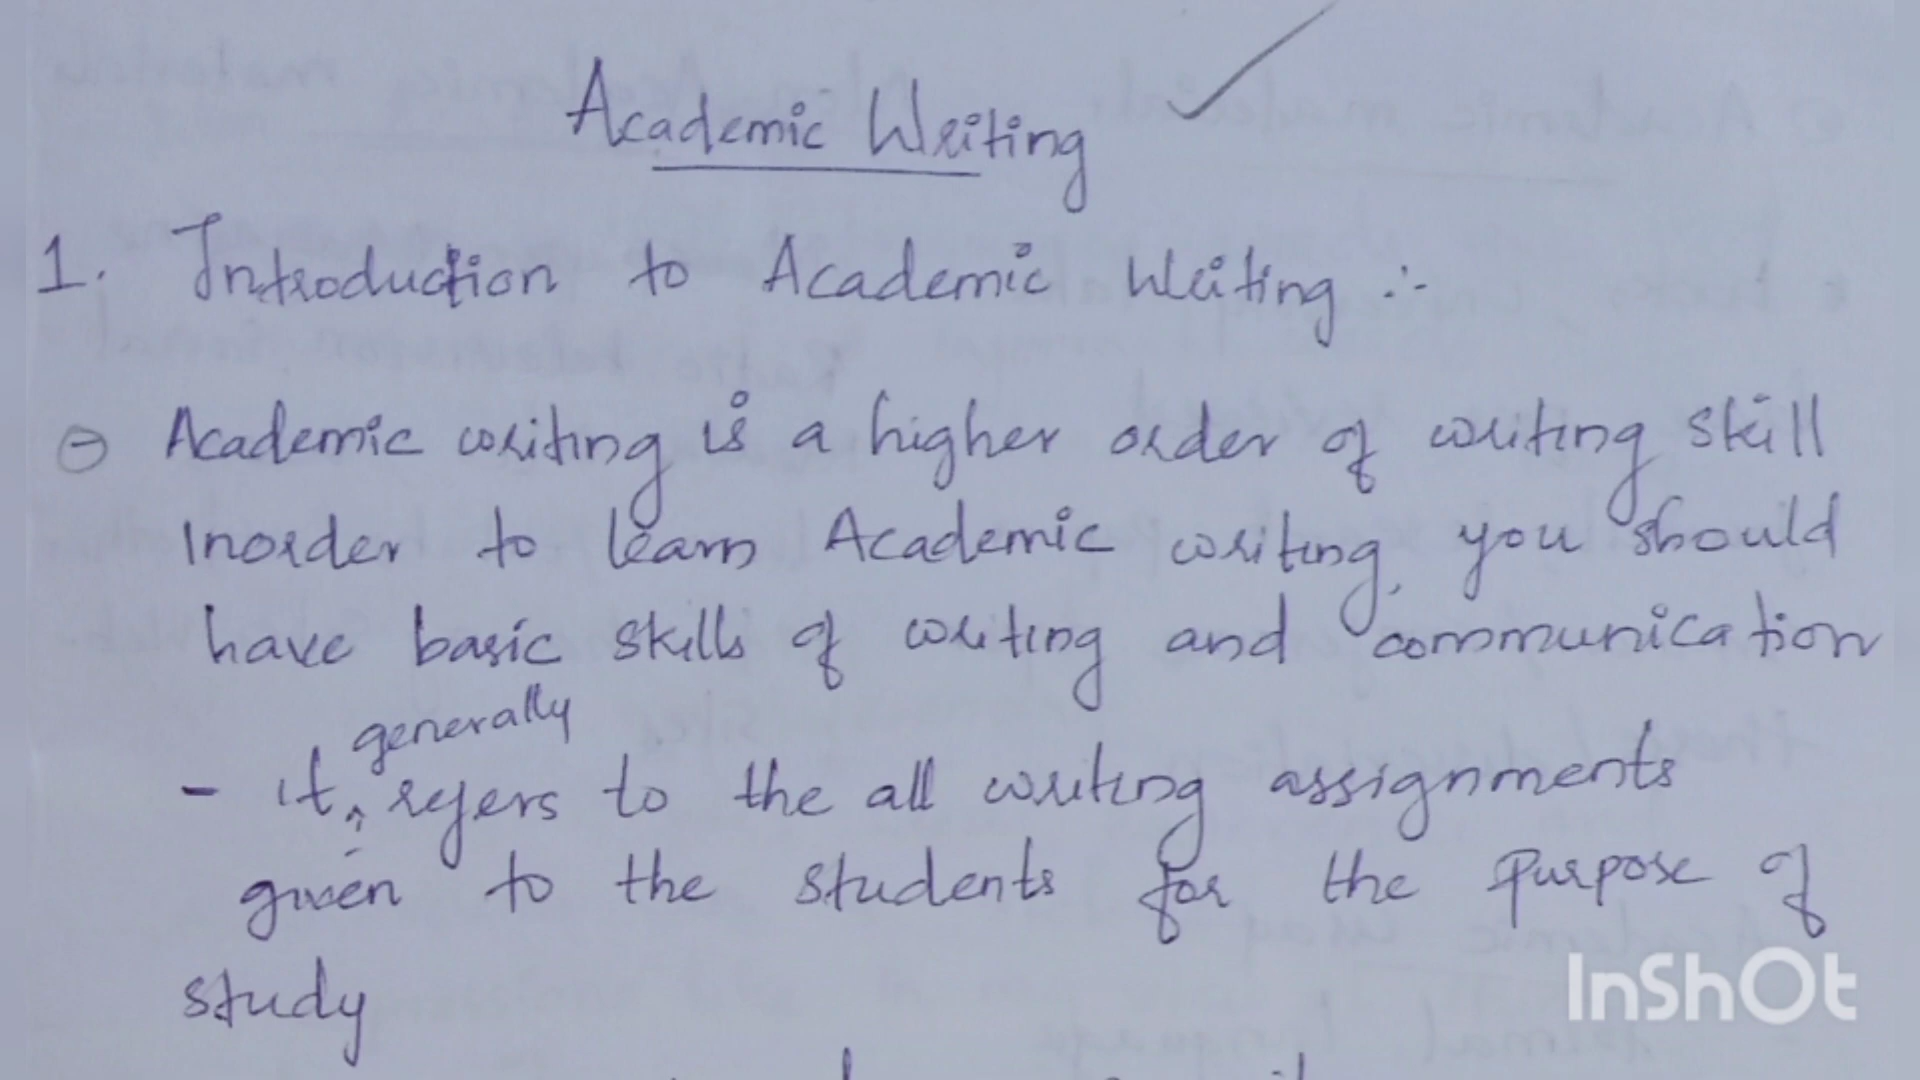 Academic Writing
1. Introduction to Academic Writing :-
Academic writing is a higher order of writing skill
Inorder to learn Academic writing, you should
have basic skills of writing and communication
generally
- it refers to the all writing assignments
given to the students for the purpose of
study
InShOt